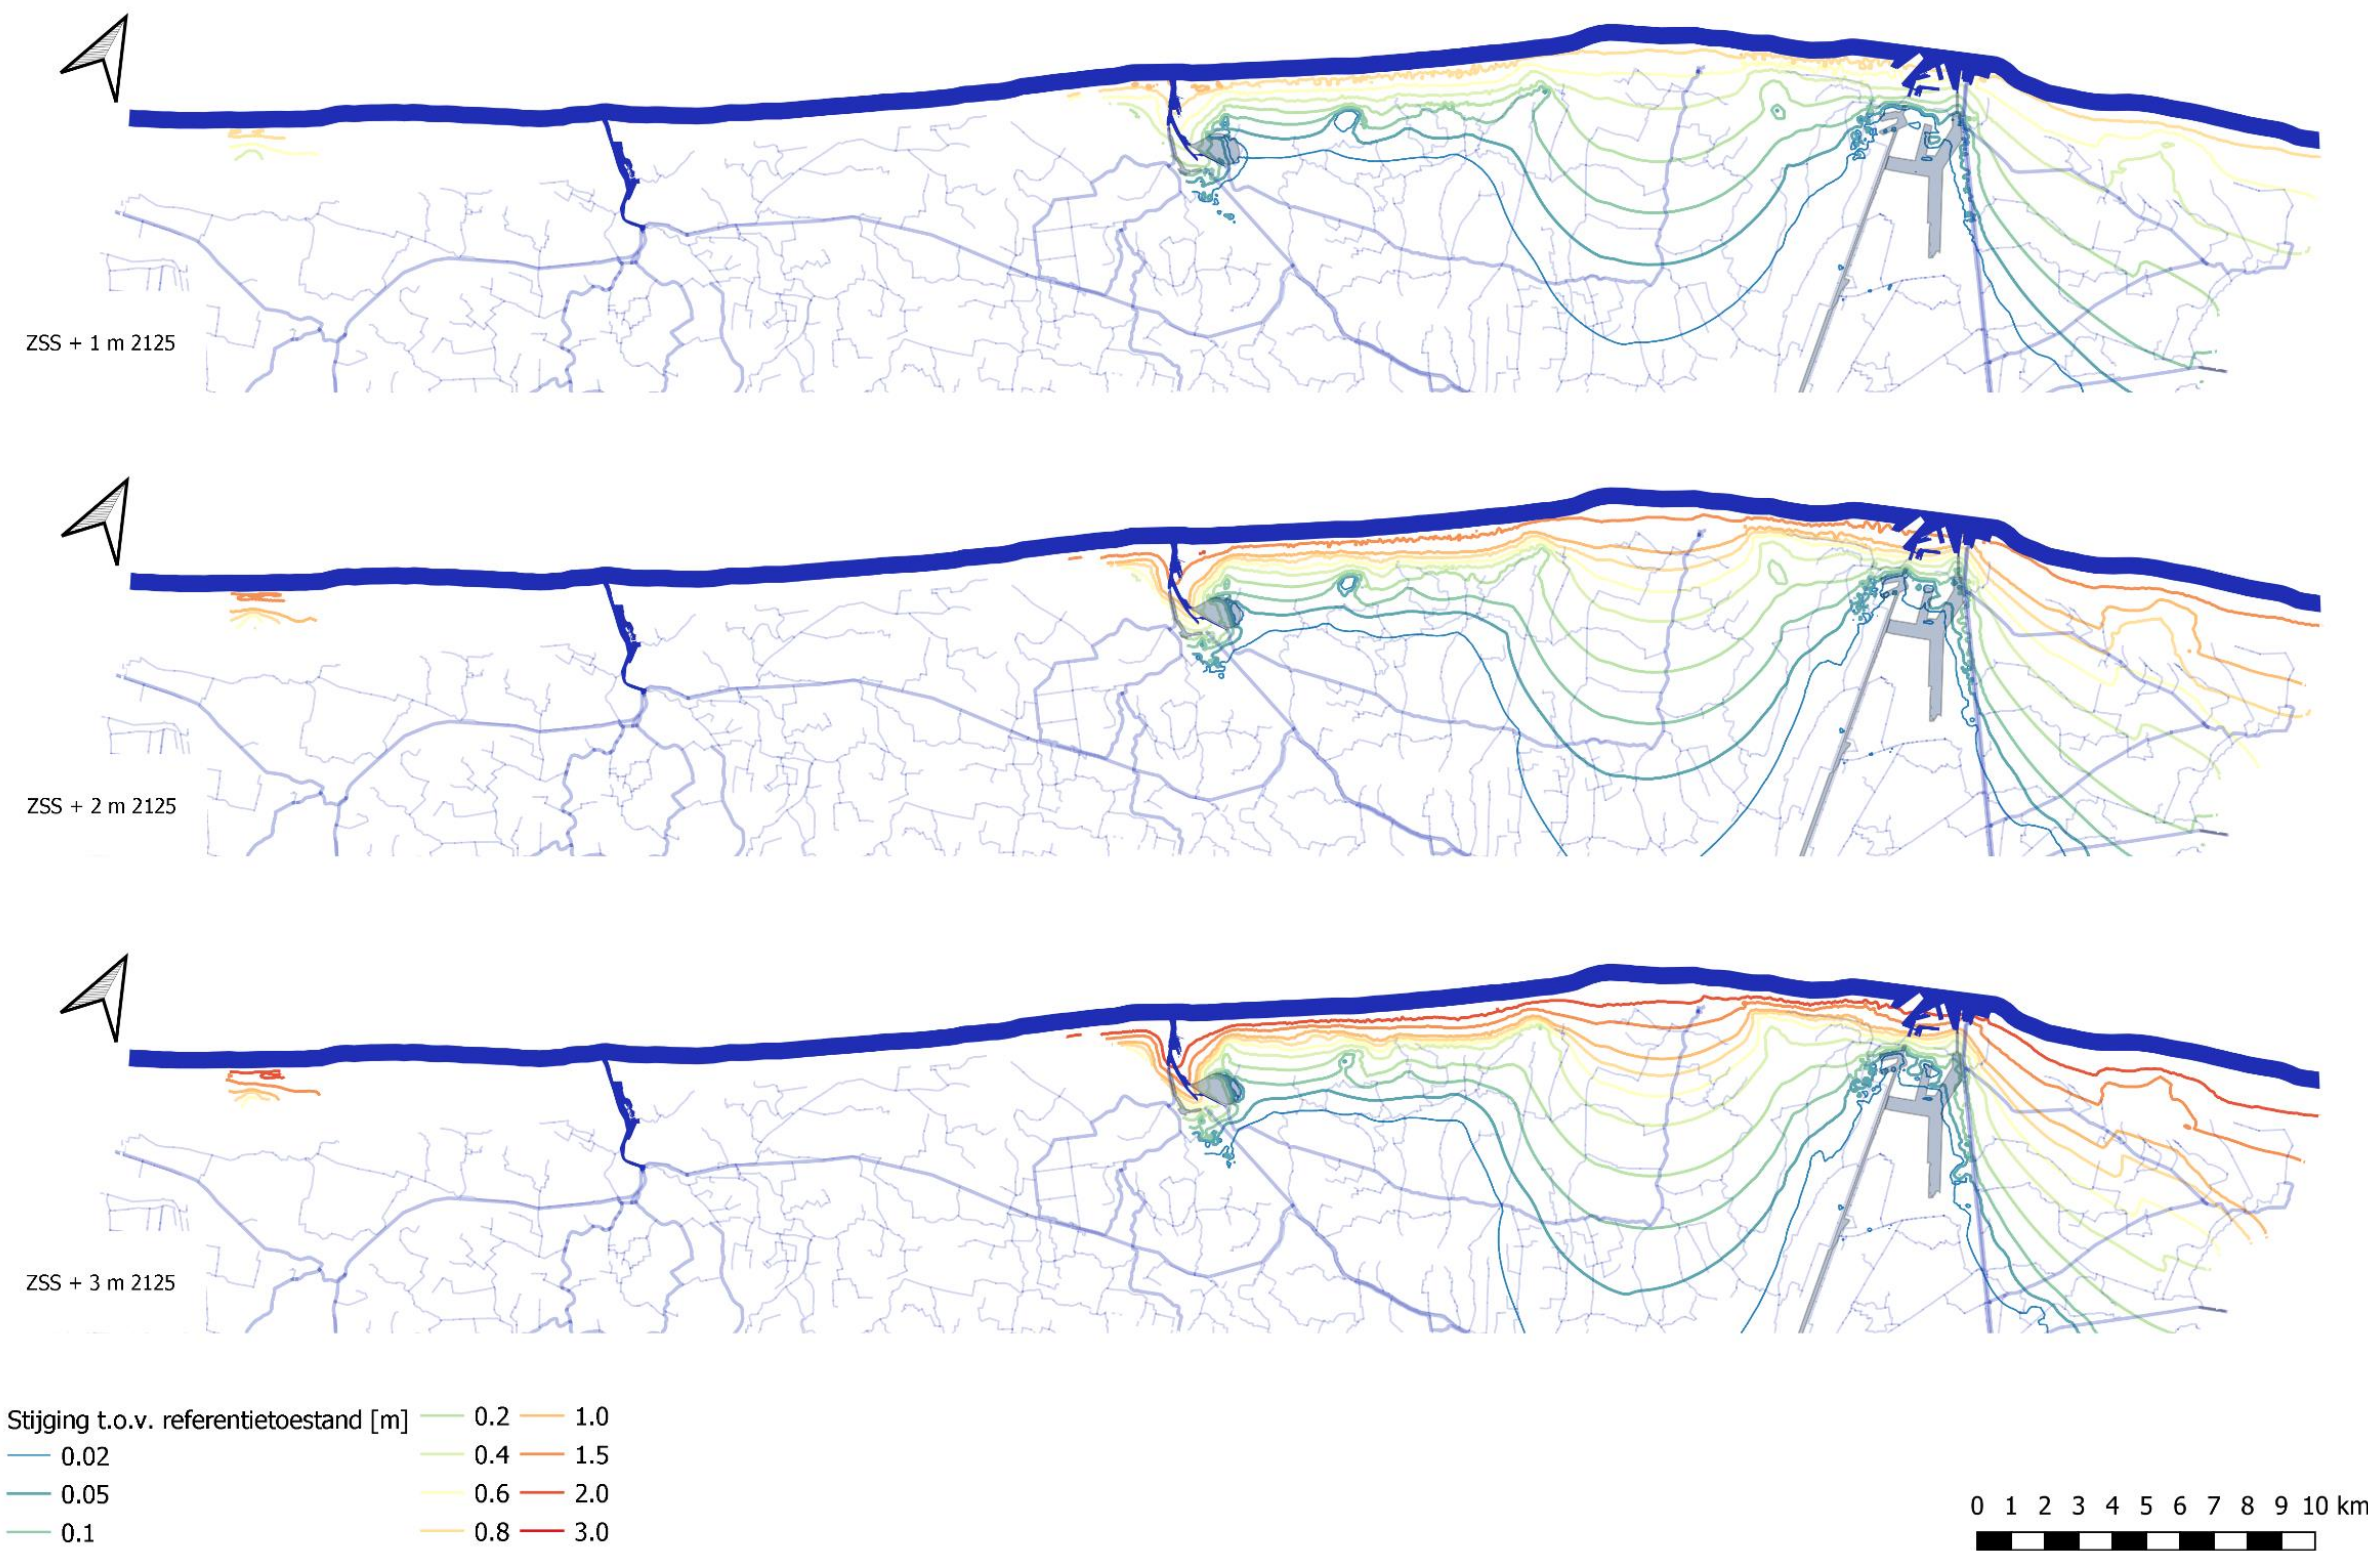 ZSS + 1 m 2125
ZSS + 2 m 2125
ZSS + 3 m 2125
Stijging t.o.v. referentietoestand [m]
0.02
0.05
0.1
0.2
0.4
0.6
0.8
1.0
1.5
2.0
3.0
0 1 2 3 4 5 6 7 8 9 10 km